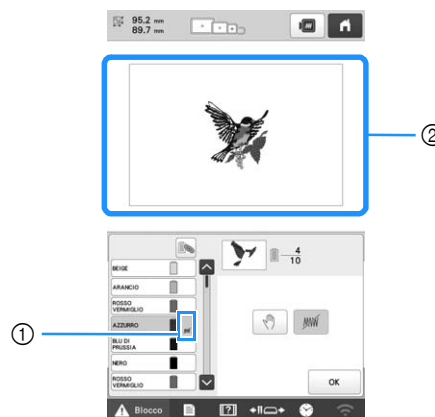 95.2 mm
89.7 mm
②
BEIGE
ARANCIO
ROSSO
VERMIGLIO
AZZURRO
BLU DI
PRUSSIA
NERO
ROSSO
VERMIGLIO
4
10
①
OK
Blocco